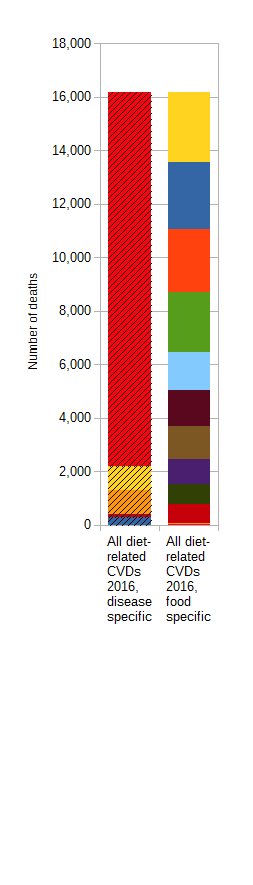 18,000
16,000
14,000
12,000
10,000
8,000
6,000
4,000
2,000
0
Number of deaths
All diet-
related
CVDs
2016,
disease
specific
All diet-
related
CVDs
2016,
food
specific